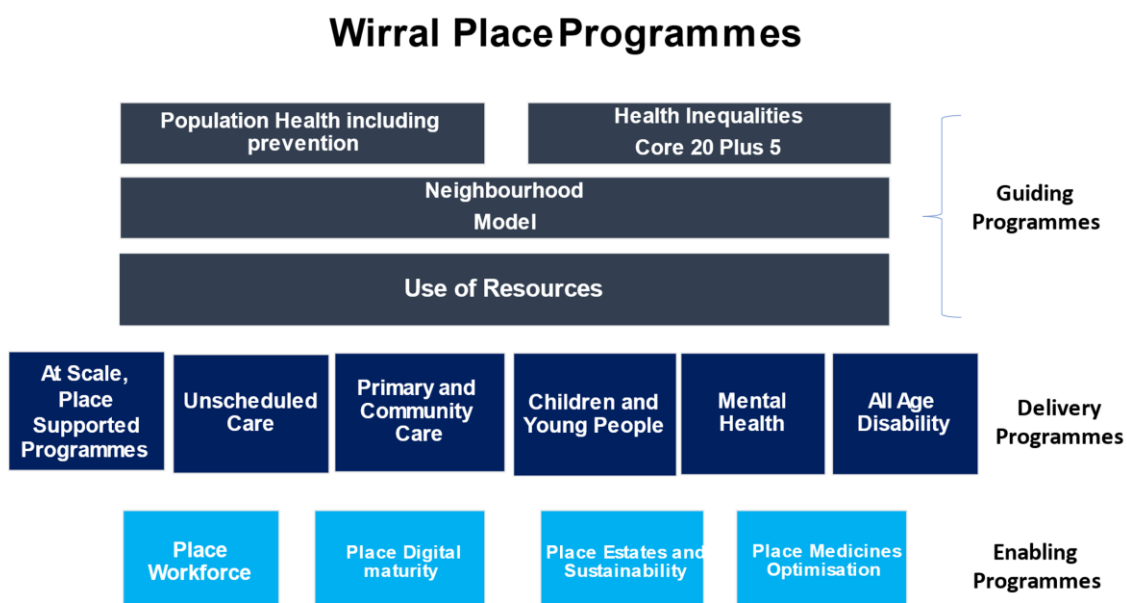 Wirral Place Programmes
Population Health including
prevention
Health Inequalities
Core 20 Plus 5
Neighbourhood
Model
Use of Resources
Guiding
Programmes
At Scale,
Place
Supported
Programmes
Unscheduled
Care
Primary and
Community
Care
Children and
Young People
Mental
Health
All Age
Disability
Delivery
Programmes
Place
Workforce
Place Digital
maturity
Place Estates and
Sustainability
Place Medicines
Optimisation
Enabling
Programmes